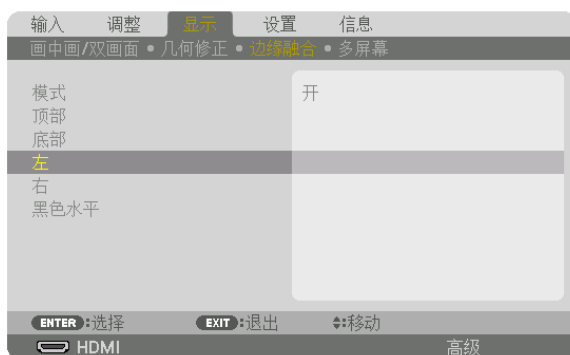 输入 调整 显示 设置 信息
画中画/双画面 • 几何修正 • 边缘融合 • 多屏幕
模式 开
顶部
底部
左
右
黑色水平
ENTER:选择 EXIT:退出 ◆:移动
HDMI 高级